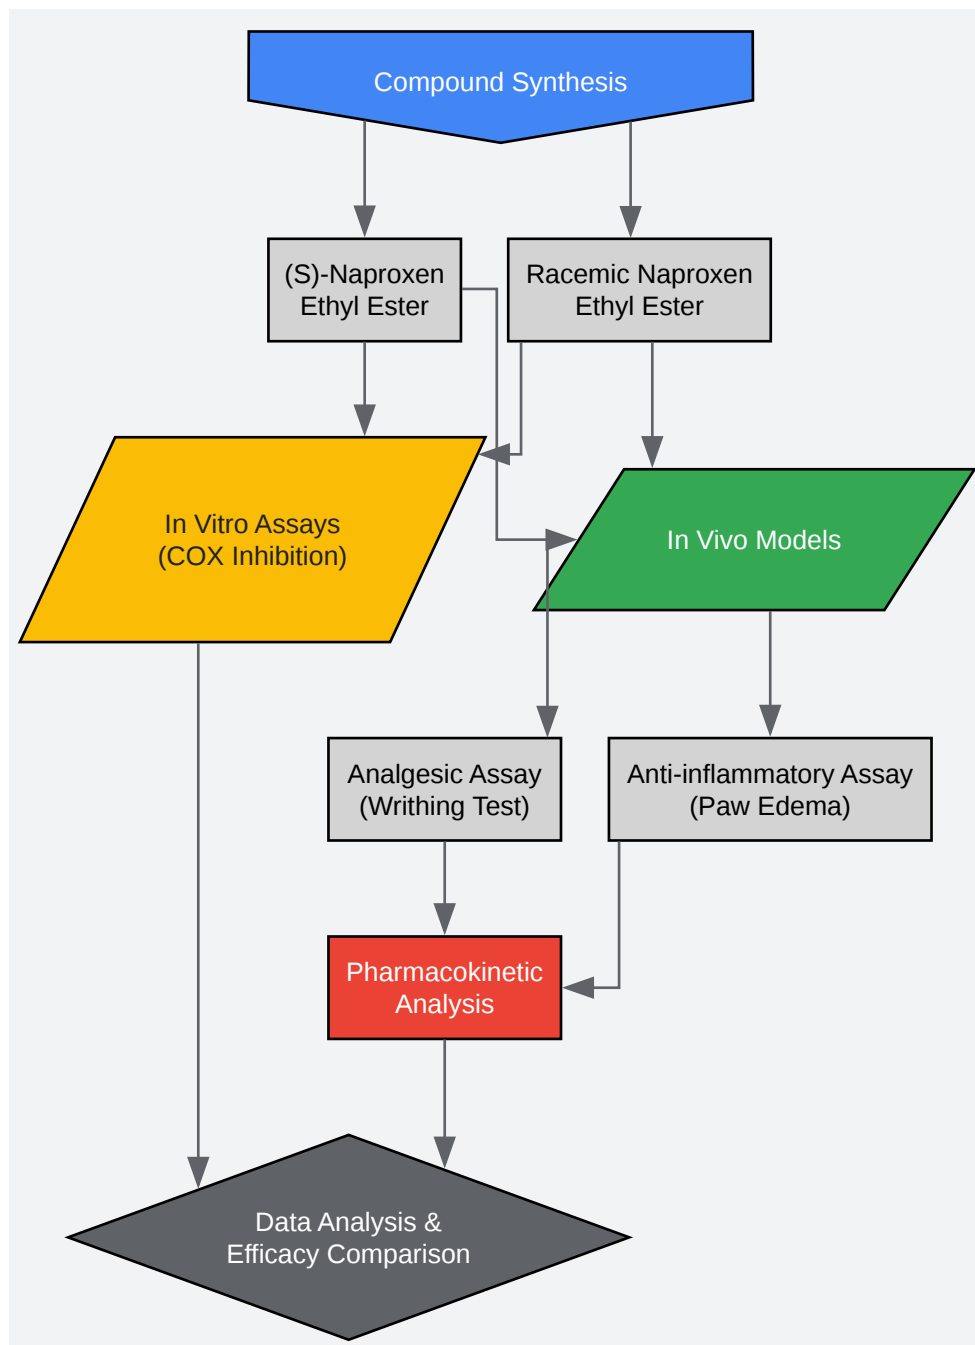 Compound Synthesis
(S)-Naproxen
Ethyl Ester
Racemic Naproxen
Ethyl Ester
In Vitro Assays
(COX Inhibition)
In Vivo Models
Analgesic Assay
(Writhing Test)
Anti-inflammatory Assay
(Paw Edema)
Pharmacokinetic
Analysis
Data Analysis &
Efficacy Comparison